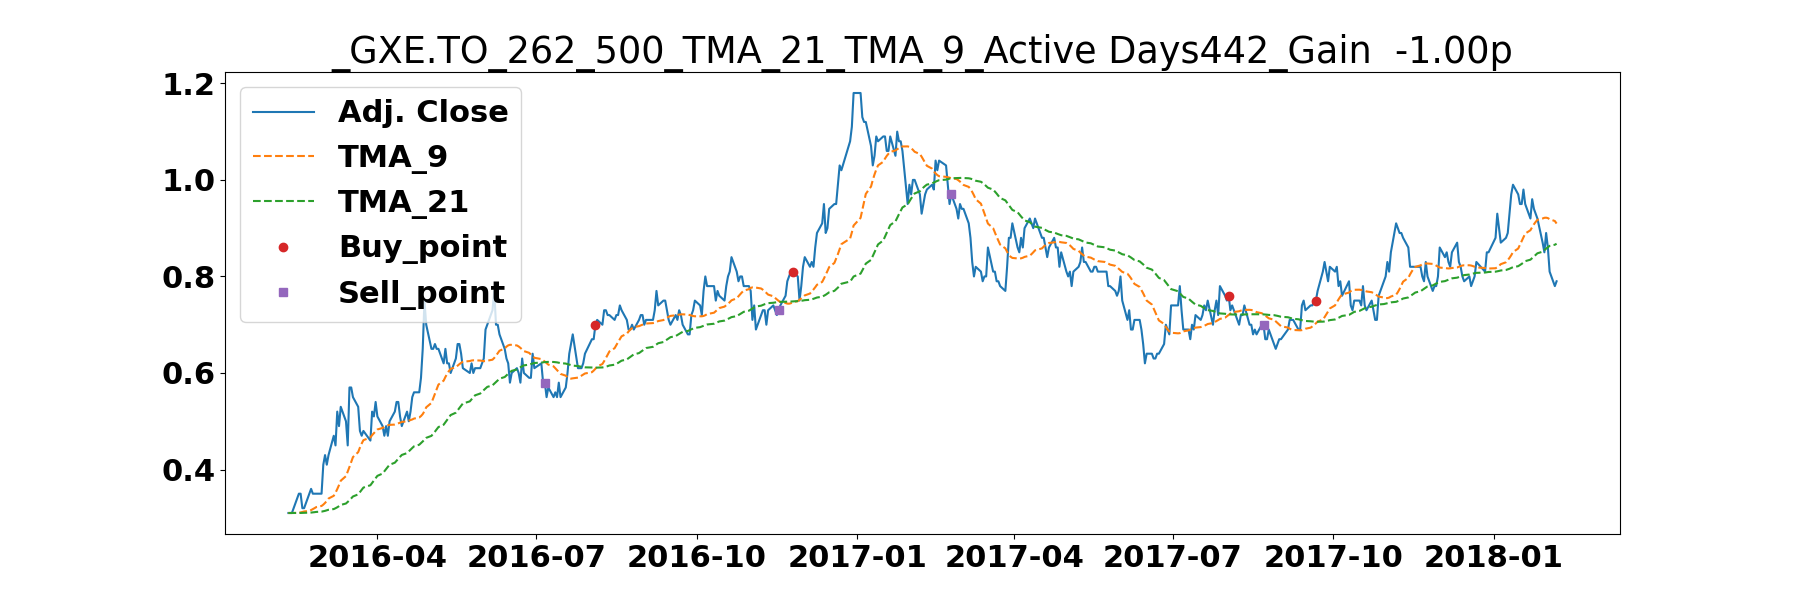 _GXE.TO_262_500_TMA_21_TMA_9_Active Days442_Gain  -1.00p
1.2
1.0
0.8
0.6
0.4
Adj. Close
TMA_9
TMA_21
Buy_point
Sell_point
2016-04 2016-07 2016-10 2017-01 2017-04 2017-07 2017-10 2018-01